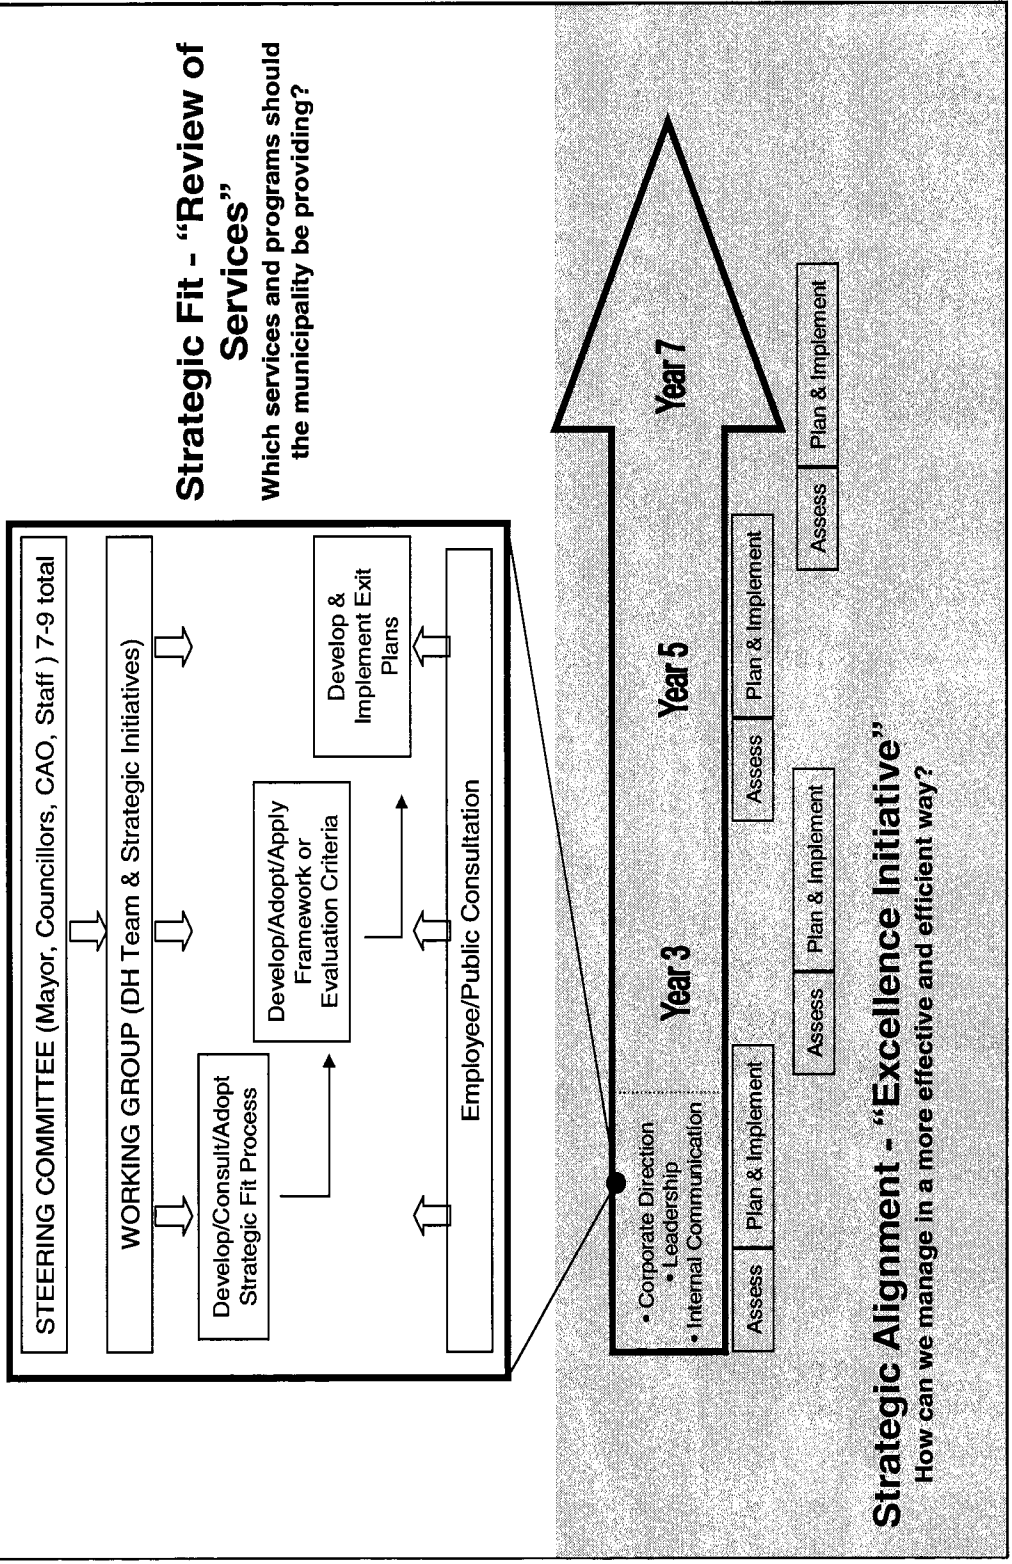 STEERING COMMITTEE (Mayor, Councillors, CAO, Staff ) 7-9 total
WORKING GROUP (DH Team & Strategic Initiatives)
Develop/Consult/Adopt
Strategic Fit Process
Develop/Adopt/Apply
Framework or
Evaluation Criteria
Develop &
Implement Exit
Plans
Employee/Public Consultation
Strategic Fit - “Review of
Services”
Which services and programs should
the municipality be providing?
• Corporate Direction
• Leadership
• Internal Communication
Year 3
Year 5
Year 7
Assess
Plan & Implement
Assess
Plan & Implement
Assess
Plan & Implement
Assess
Plan & Implement
Strategic Alignment - “Excellence Initiative”
How can we manage in a more effective and efficient way?